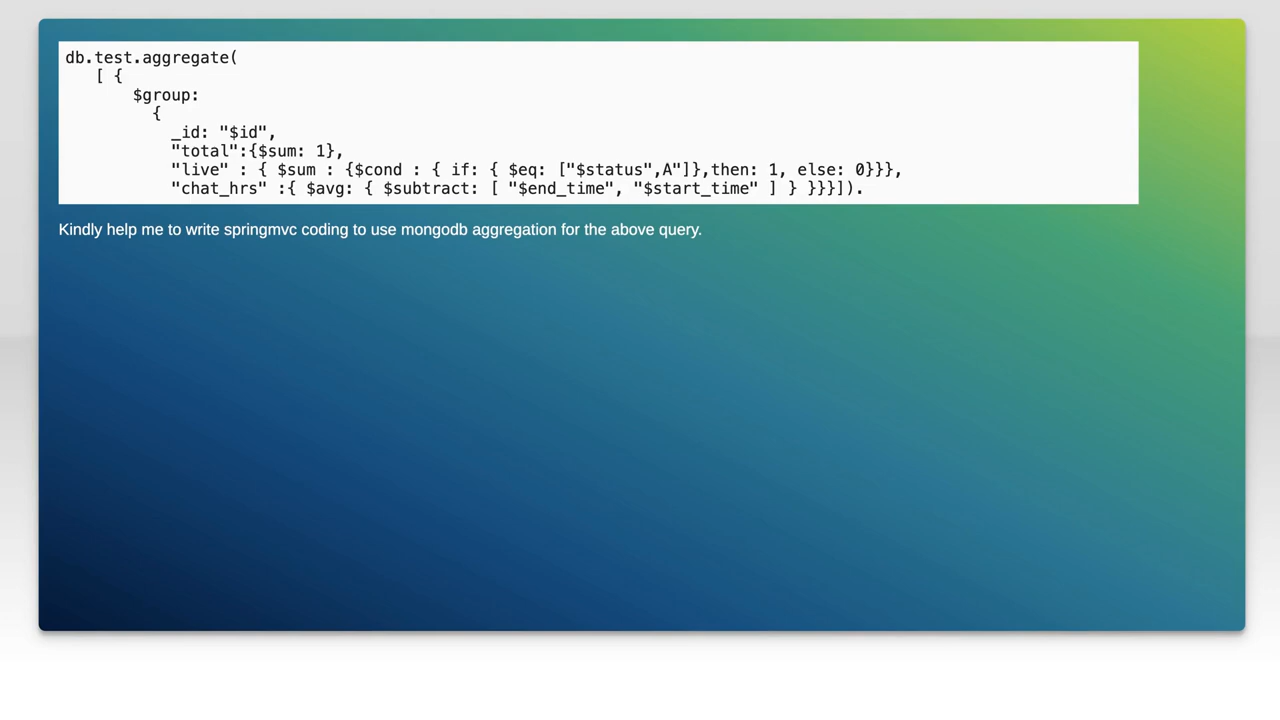 db.test.aggregate(
[ {
$group:
{
_id: "$id",
"total":{$sum: 1},
"live" : { $sum : {$cond : { if: { $eq: ["$status",A"]},then: 1, else: 0}}},
"chat_hrs" :{ $avg: { $subtract: [ "$end_time", "$start_time" ] } }}}]).
Kindly help me to write springmvc coding to use mongodb aggregation for the above query.